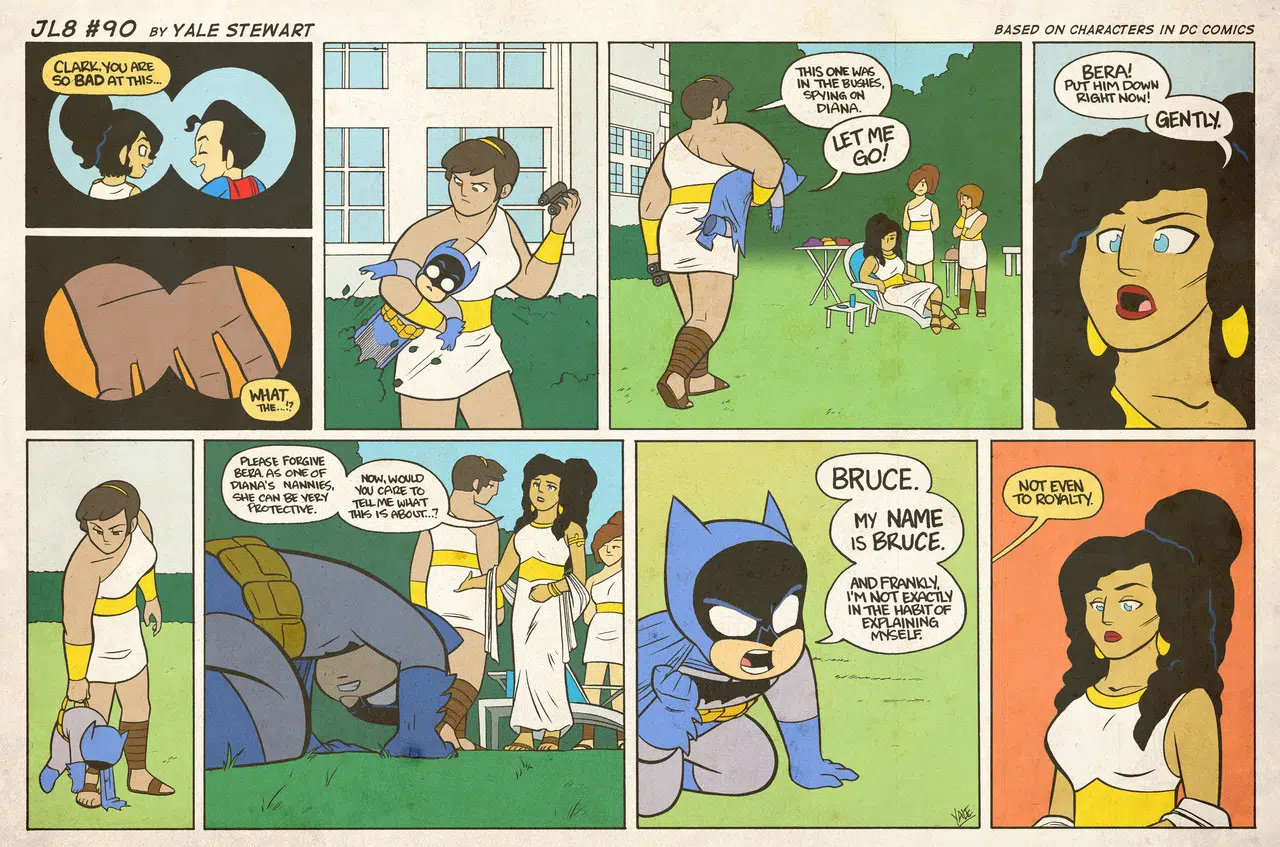 JL8 #90 BY YALE STEWART
BASED ON CHARACTERS IN DC COMICS
CLARK, YOU ARE
SO BAD AT THIS...
WHAT
THE...!?
THIS ONE WAS
IN THE BUSHES,
SPYING ON
DIANA.
LET ME
GO!
BERA!
PUT HIM DOWN
RIGHT NOW!
GENTLY.
PLEASE FORGIVE
BERA. AS ONE OF
DIANA'S NANNIES,
SHE CAN BE VERY
PROTECTIVE.
NOW, WOULD
YOU CARE TO
TELL ME WHAT
THIS IS ABOUT...?
BRUCE.
MY NAME
IS BRUCE.
AND FRANKLY,
I'M NOT EXACTLY
IN THE HABIT OF
EXPLAINING
MYSELF.
YALE
NOT EVEN
TO ROYALTY.